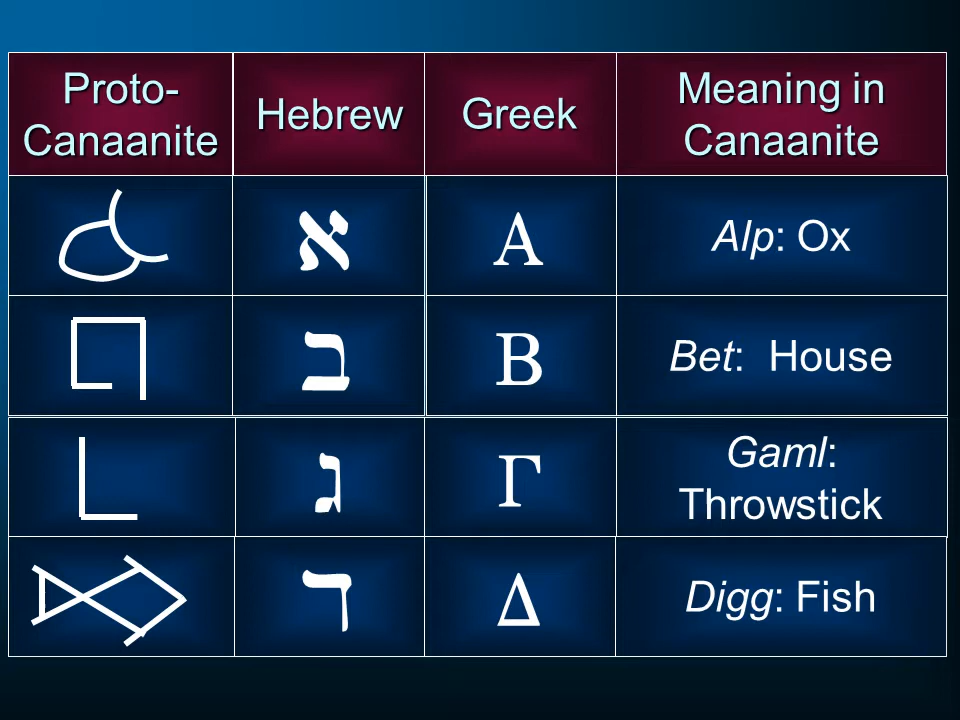 Proto-
Canaanite
Hebrew
Greek
Meaning in
Canaanite
א
Α
Alp: Ox
ב
Β
Bet:  House
ג
Γ
Gaml:
Throwstick
ד
Δ
Digg: Fish